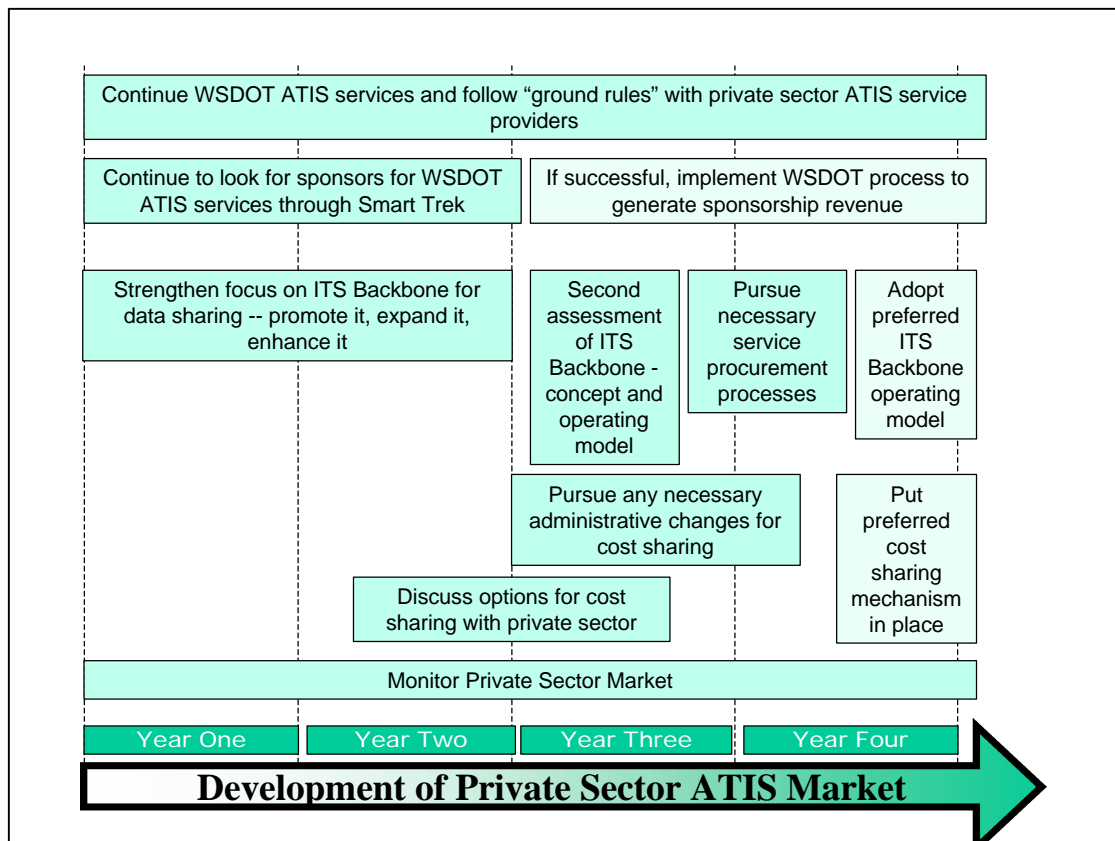 Continue WSDOT ATIS services and follow “ground rules” with private sector ATIS service
providers
Continue to look for sponsors for WSDOT
ATIS services through Smart Trek
If successful, implement WSDOT process to
generate sponsorship revenue
Strengthen focus on ITS Backbone for
data sharing -- promote it, expand it,
enhance it
Second
assessment
of ITS
Backbone -
concept and
operating
model
Pursue
necessary
service
procurement
processes
Adopt
preferred
ITS
Backbone
operating
model
Pursue any necessary
administrative changes for
cost sharing
Put
preferred
cost
sharing
mechanism
in place
Discuss options for cost
sharing with private sector
Monitor Private Sector Market
Year One
Year Two
Year Three
Year Four
Development of Private Sector ATIS Market